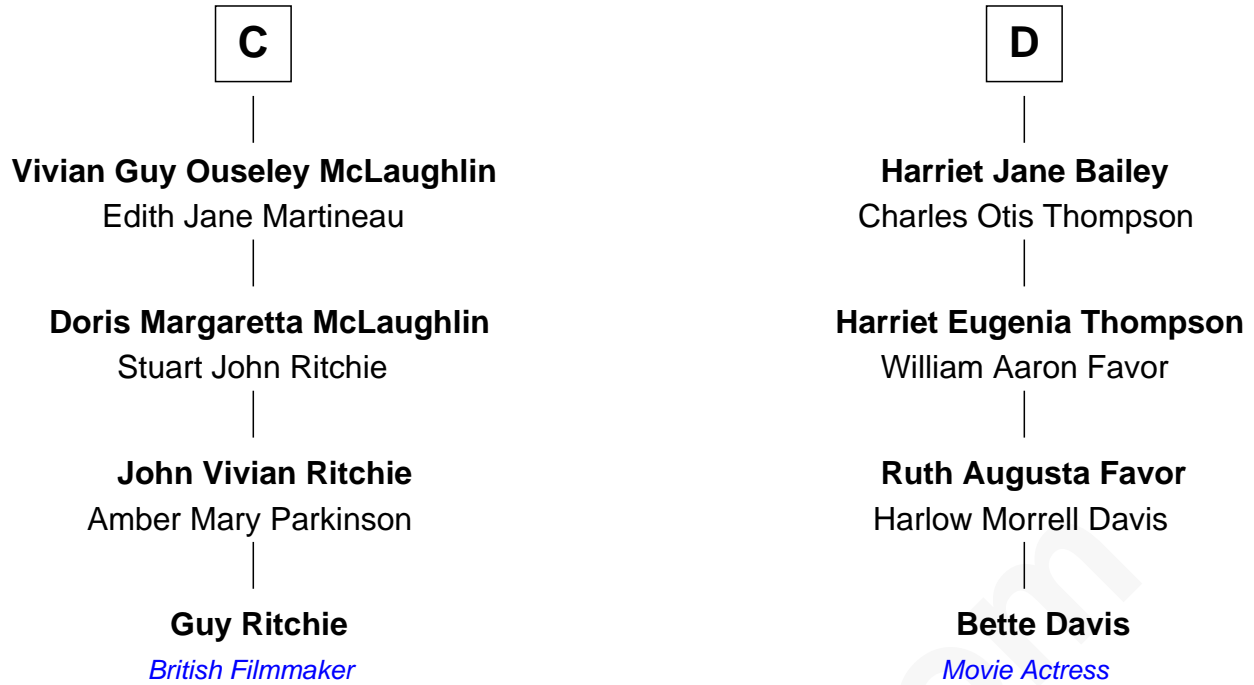 C
Vivian Guy Ouseley McLaughlin
Edith Jane Martineau
Doris Margaretta McLaughlin
Stuart John Ritchie
John Vivian Ritchie
Amber Mary Parkinson
Guy Ritchie
British Filmmaker
D
Harriet Jane Bailey
Charles Otis Thompson
Harriet Eugenia Thompson
William Aaron Favor
Ruth Augusta Favor
Harlow Morrell Davis
Bette Davis
Movie Actress